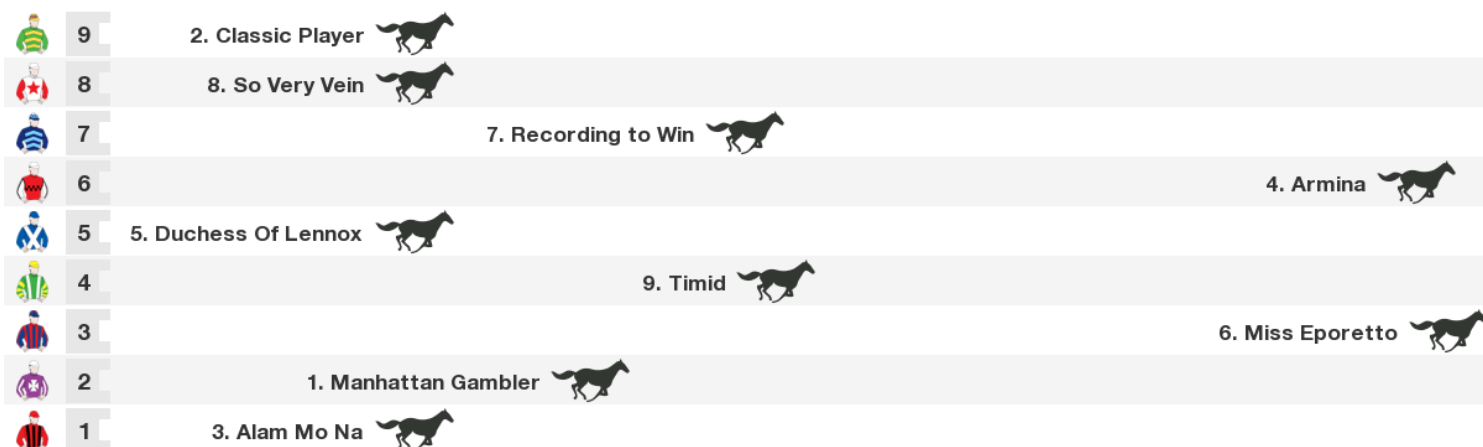 9 2. Classic Player
8 8. So Very Vein
7 7. Recording to Win
6 4. Armina
5 5. Duchess Of Lennox
4 9. Timid
3 6. Miss Eporetto
2 1. Manhattan Gambler
1 3. Alam Mo Na